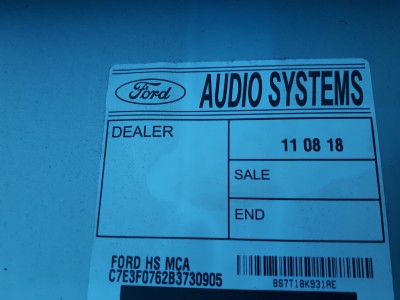 Ford AUDIO SYSTEMS
DEALER
11 08 18
SALE
END
FORD HS MCA
C7E3F0762B3730905
BS7T18K931AE